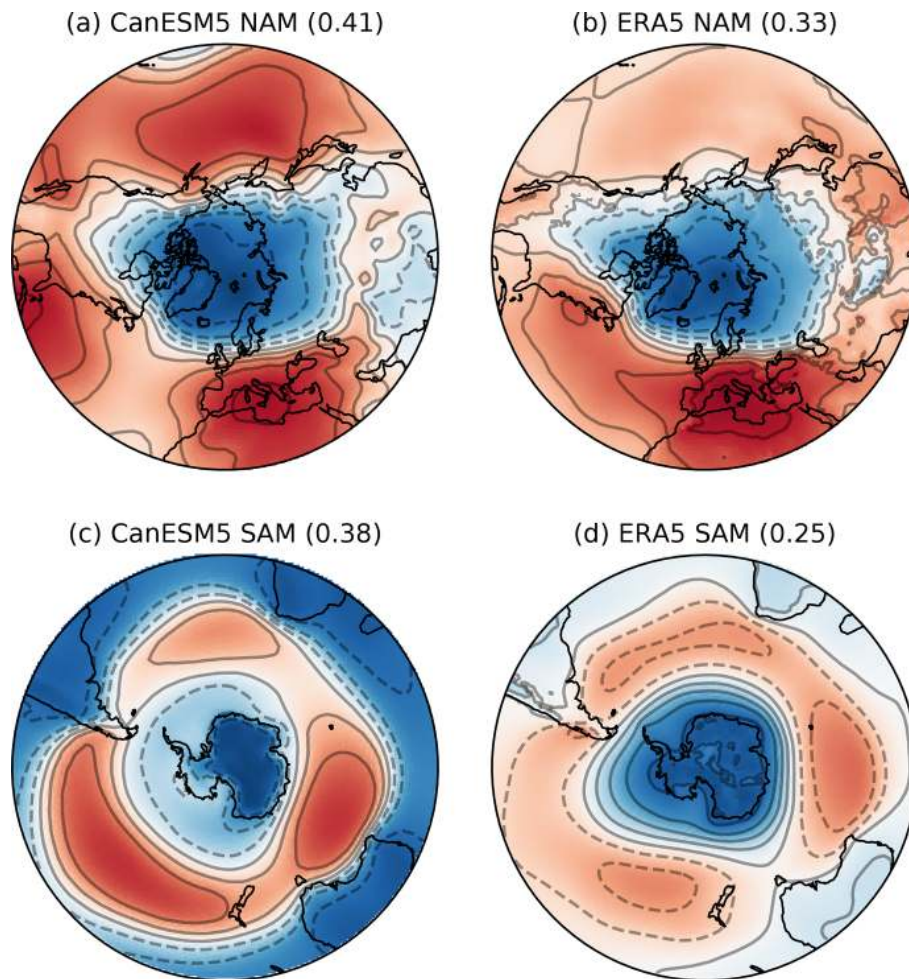 (a) CanESM5 NAM (0.41)
(b) ERA5 NAM (0.33)
(c) CanESM5 SAM (0.38)
(d) ERA5 SAM (0.25)